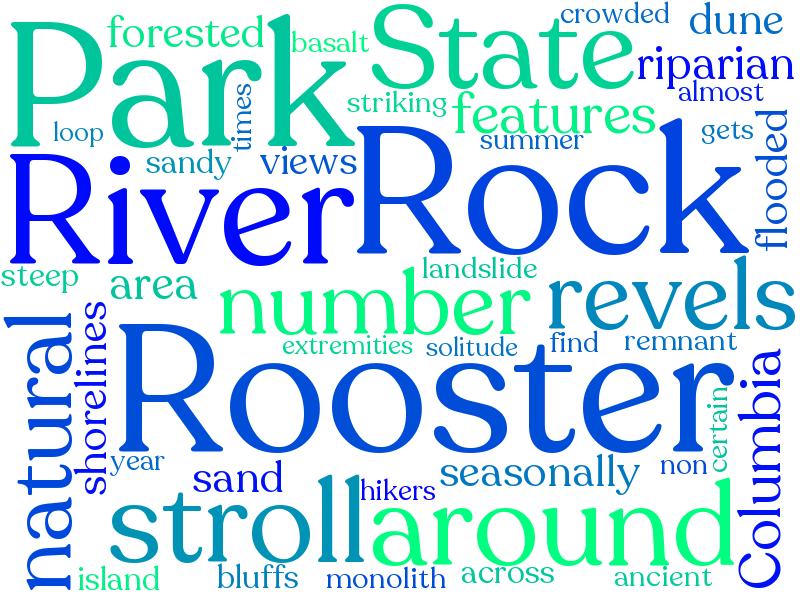 crowded
dune
forested
State
basalt
Park
riparian
almost
striking
features
times
loop
summer
gets
flooded
sandy
views
Rock
River
steep
area
landslide
number
revels
natural
shorelines
extremities
solitude
find
remnant
Rooster
Columbia
certain
year
sand
seasonally
non
hikers
stroll
around
island
bluffs
monolith
across
ancient